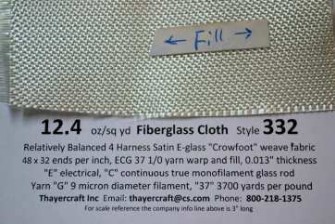 ← Fill →
12.4 oz/sq yd Fiberglass Cloth Style 332
Relatively Balanced 4 Harness Satin E-glass "Crowfoot" weave fabric
48 x 32 ends per inch, ECG 37 1/0 yarn warp and fill, 0.013" thickness
"E" electrical, "C" continuous true monofilament glass rod
Yarn "G" 9 micron diameter filament, "37" 3700 yards per pound
Thayercraft Inc Email: thayercraft@cs.com Phone: 800-218-1375
For scale reference the company info line above is 3" long